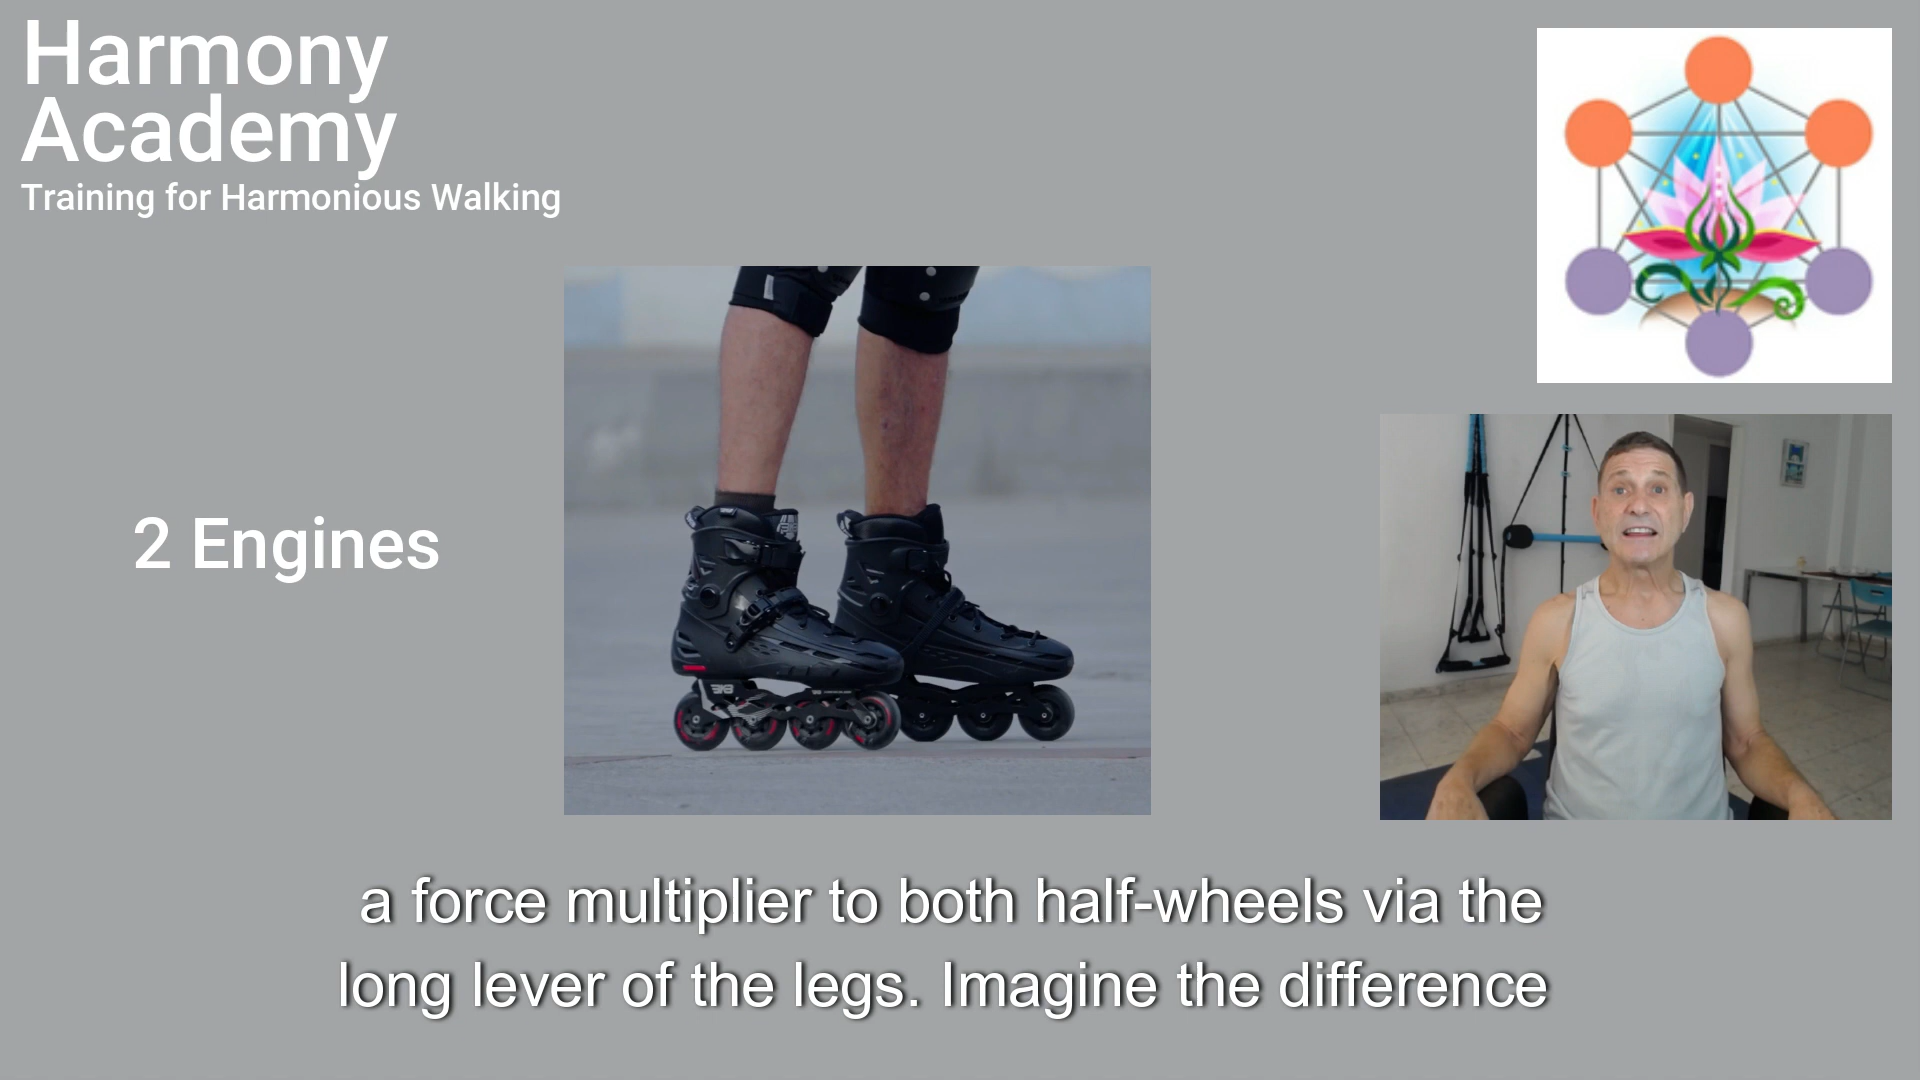 Harmony
Academy
Training for Harmonious Walking
2 Engines
a force multiplier to both half-wheels via the
long lever of the legs. Imagine the difference